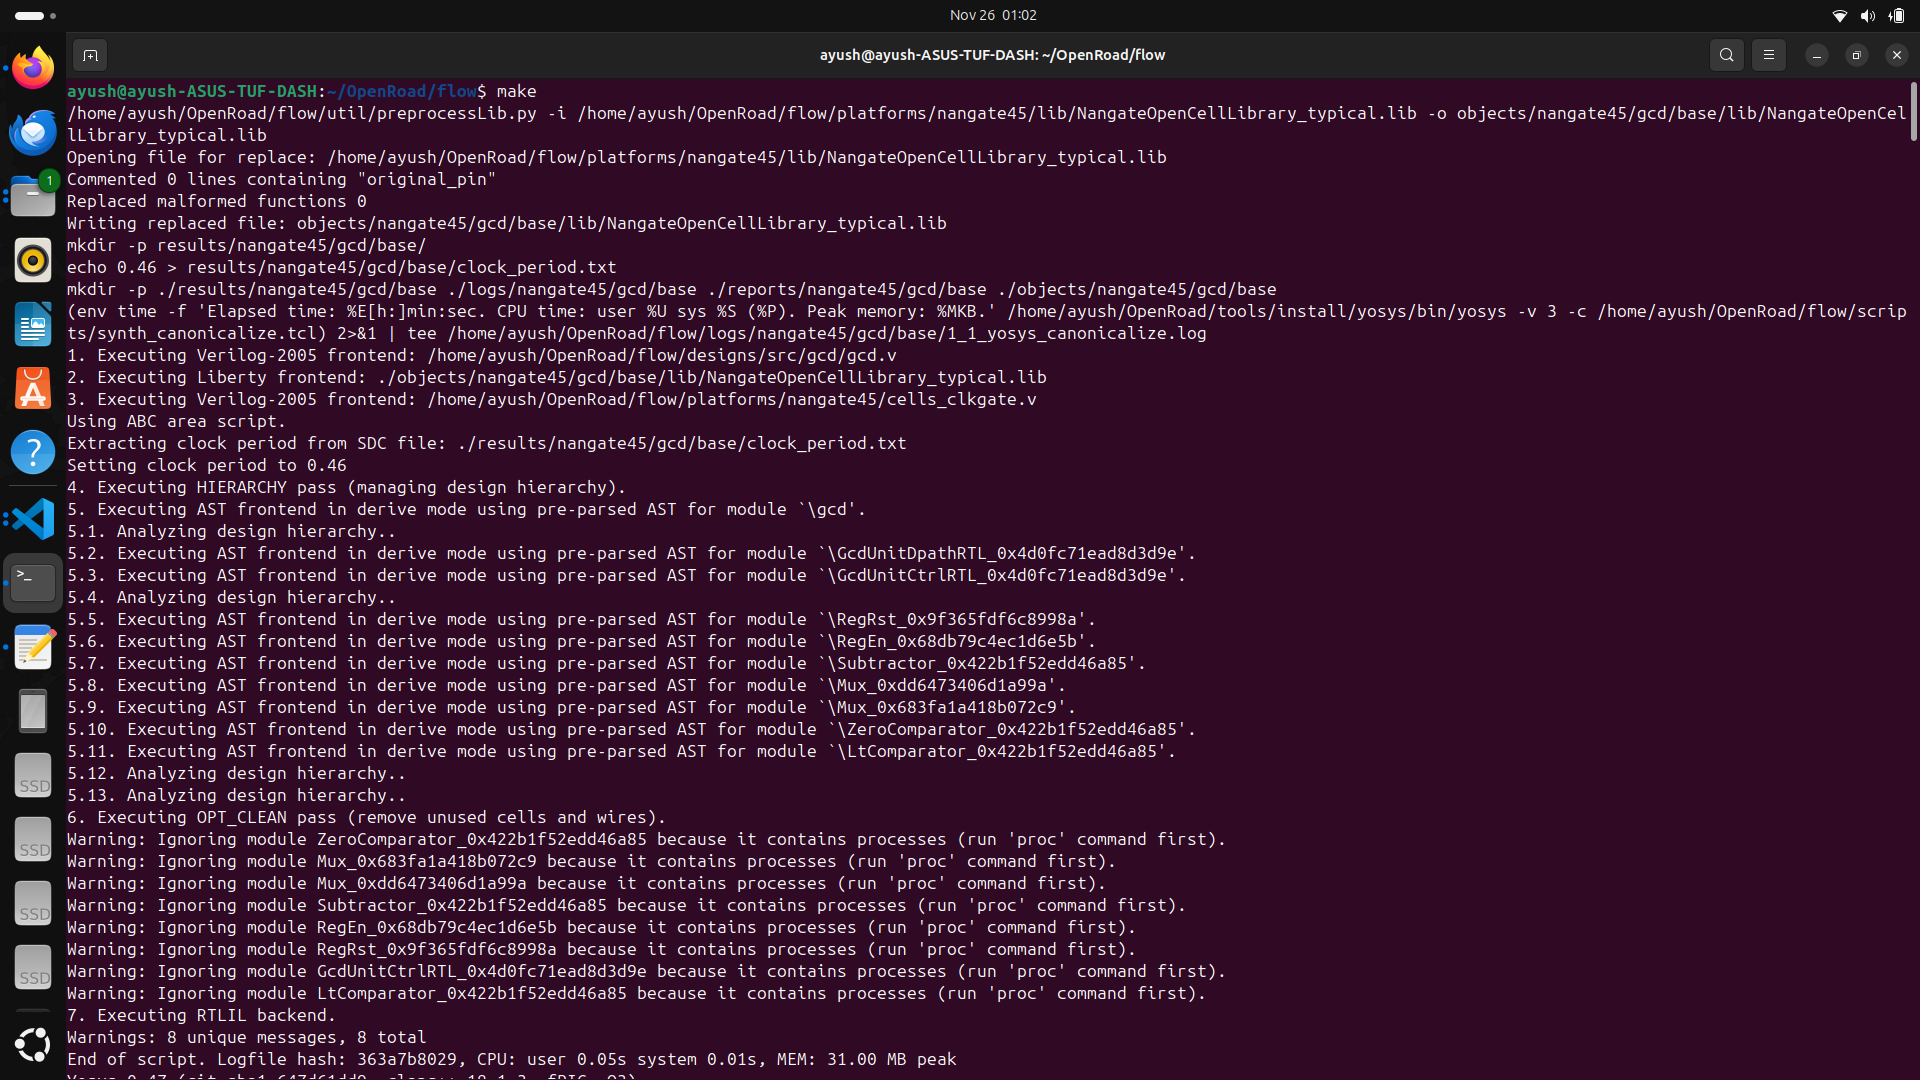 Nov 26 01:02
ayush@ayush-ASUS-TUF-DASH: ~/OpenRoad/flow
ayush@ayush-ASUS-TUF-DASH:~/OpenRoad/flow$ make
/home/ayush/OpenRoad/flow/util/preprocessLib.py -i /home/ayush/OpenRoad/flow/platforms/nangate45/lib/NangateOpenCellLibrary_typical.lib -o objects/nangate45/gcd/base/lib/NangateOpenCel
lLibrary_typical.lib
Opening file for replace: /home/ayush/OpenRoad/flow/platforms/nangate45/lib/NangateOpenCellLibrary_typical.lib
Commented 0 lines containing "original_pin"
1
Replaced malformed functions 0
Writing replaced file: objects/nangate45/gcd/base/lib/NangateOpenCellLibrary_typical.lib
mkdir -p results/nangate45/gcd/base/
echo 0.46 > results/nangate45/gcd/base/clock_period.txt
mkdir -p ./results/nangate45/gcd/base ./logs/nangate45/gcd/base ./reports/nangate45/gcd/base ./objects/nangate45/gcd/base
(env time -f 'Elapsed time: %E[h:]min:sec. CPU time: user %U sys %S (%P). Peak memory: %MKB.' /home/ayush/OpenRoad/tools/install/yosys/bin/yosys -v 3 -c /home/ayush/OpenRoad/flow/scrip
ts/synth_canonicalize.tcl) 2>&1 | tee /home/ayush/OpenRoad/flow/logs/nangate45/gcd/base/1_1_yosys_canonicalize.log
1. Executing Verilog-2005 frontend: /home/ayush/OpenRoad/flow/designs/src/gcd/gcd.v
2. Executing Liberty frontend: ./objects/nangate45/gcd/base/lib/NangateOpenCellLibrary_typical.lib
3. Executing Verilog-2005 frontend: /home/ayush/OpenRoad/flow/platforms/nangate45/cells_clkgate.v
Using ABC area script.
Extracting clock period from SDC file: ./results/nangate45/gcd/base/clock_period.txt
Setting clock period to 0.46
4. Executing HIERARCHY pass (managing design hierarchy).
5. Executing AST frontend in derive mode using pre-parsed AST for module `\gcd'.
5.1. Analyzing design hierarchy..
5.2. Executing AST frontend in derive mode using pre-parsed AST for module `\GcdUnitDpathRTL_0x4d0fc71ead8d3d9e'.
5.3. Executing AST frontend in derive mode using pre-parsed AST for module `\GcdUnitCtrlRTL_0x4d0fc71ead8d3d9e'.
5.4. Analyzing design hierarchy..
5.5. Executing AST frontend in derive mode using pre-parsed AST for module `\RegRst_0x9f365fdf6c8998a'.
5.6. Executing AST frontend in derive mode using pre-parsed AST for module `\RegEn_0x68db79c4ec1d6e5b'.
5.7. Executing AST frontend in derive mode using pre-parsed AST for module `\Subtractor_0x422b1f52edd46a85'.
5.8. Executing AST frontend in derive mode using pre-parsed AST for module `\Mux_0xdd6473406d1a99a'.
5.9. Executing AST frontend in derive mode using pre-parsed AST for module `\Mux_0x683fa1a418b072c9'.
5.10. Executing AST frontend in derive mode using pre-parsed AST for module `\ZeroComparator_0x422b1f52edd46a85'.
5.11. Executing AST frontend in derive mode using pre-parsed AST for module `\LtComparator_0x422b1f52edd46a85'.
5.12. Analyzing design hierarchy..
SSD
5.13. Analyzing design hierarchy..
6. Executing OPT_CLEAN pass (remove unused cells and wires).
Warning: Ignoring module ZeroComparator_0x422b1f52edd46a85 because it contains processes (run 'proc' command first).
SSD
Warning: Ignoring module Mux_0x683fa1a418b072c9 because it contains processes (run 'proc' command first).
Warning: Ignoring module Mux_0xdd6473406d1a99a because it contains processes (run 'proc' command first).
Warning: Ignoring module Subtractor_0x422b1f52edd46a85 because it contains processes (run 'proc' command first).
SSD
Warning: Ignoring module RegEn_0x68db79c4ec1d6e5b because it contains processes (run 'proc' command first).
Warning: Ignoring module RegRst_0x9f365fdf6c8998a because it contains processes (run 'proc' command first).
Warning: Ignoring module GcdUnitCtrlRTL_0x4d0fc71ead8d3d9e because it contains processes (run 'proc' command first).
SSD
Warning: Ignoring module LtComparator_0x422b1f52edd46a85 because it contains processes (run 'proc' command first).
7. Executing RTLIL backend.
Warnings: 8 unique messages, 8 total
End of script. Logfile hash: 363a7b8029, CPU: user 0.05s system 0.01s, MEM: 31.00 MB peak